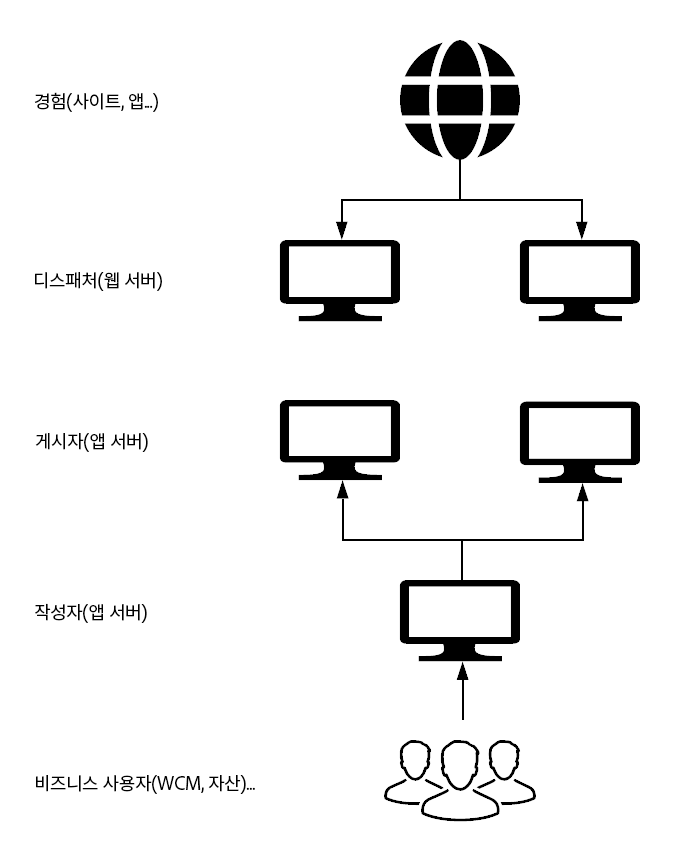 경험(사이트, 앱...)
디스패처(웹 서버)
게시자(앱 서버)
작성자(앱 서버)
비즈니스 사용자(WCM, 자산)...